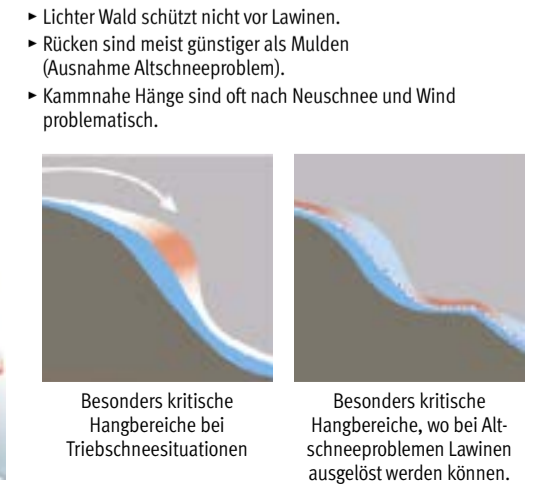 ► Lichter Wald schützt nicht vor Lawinen.
► Rücken sind meist günstiger als Mulden
(Ausnahme Altschneeproblem).
► Kammnahe Hänge sind oft nach Neuschnee und Wind
problematisch.
Besonders kritische
Hangbereiche bei
Triebschneesituationen
Besonders kritische
Hangbereiche, wo bei Alt-
schneeproblemen Lawinen
ausgelöst werden können.